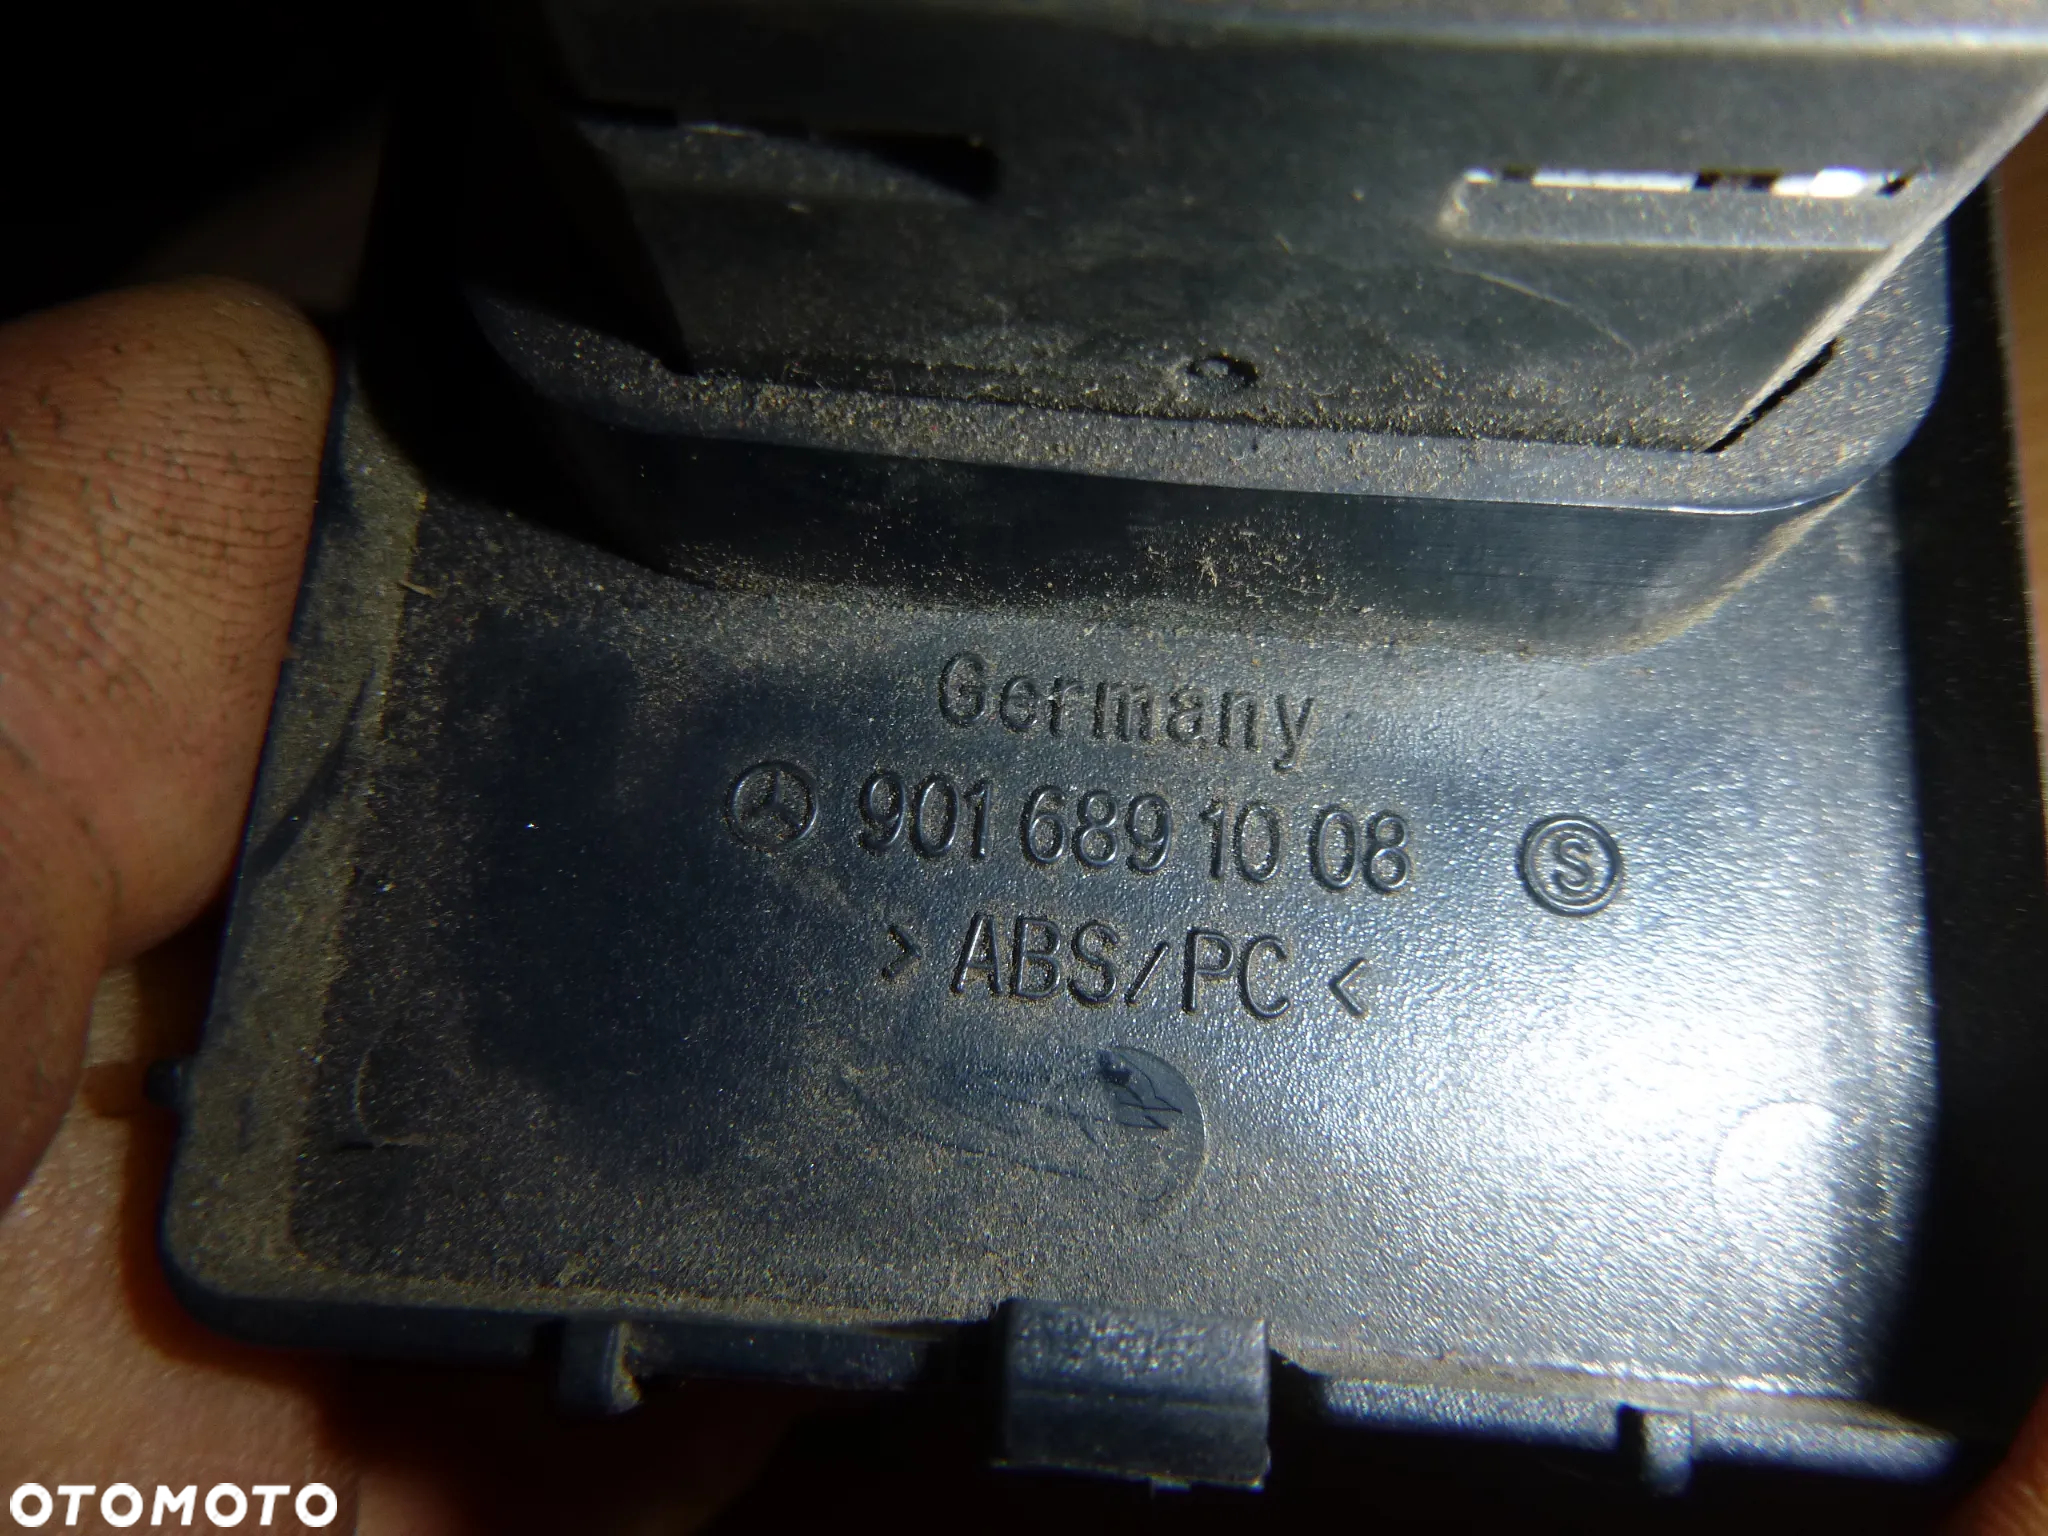 Germany
901 689 10 08 S
> ABS/PC <
OTOMOTO